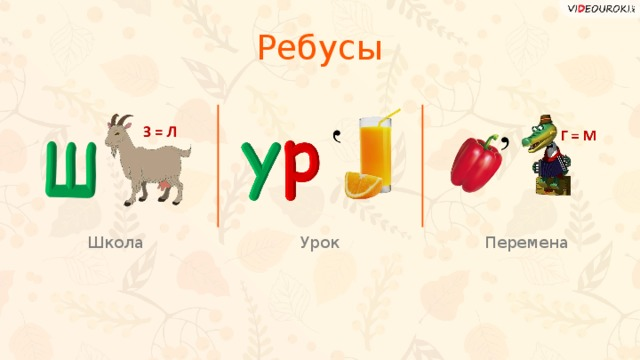 VIDEOUROKI.
Ребусы
Ш З = Л
ур ,
, Г = М
Школа Урок Перемена